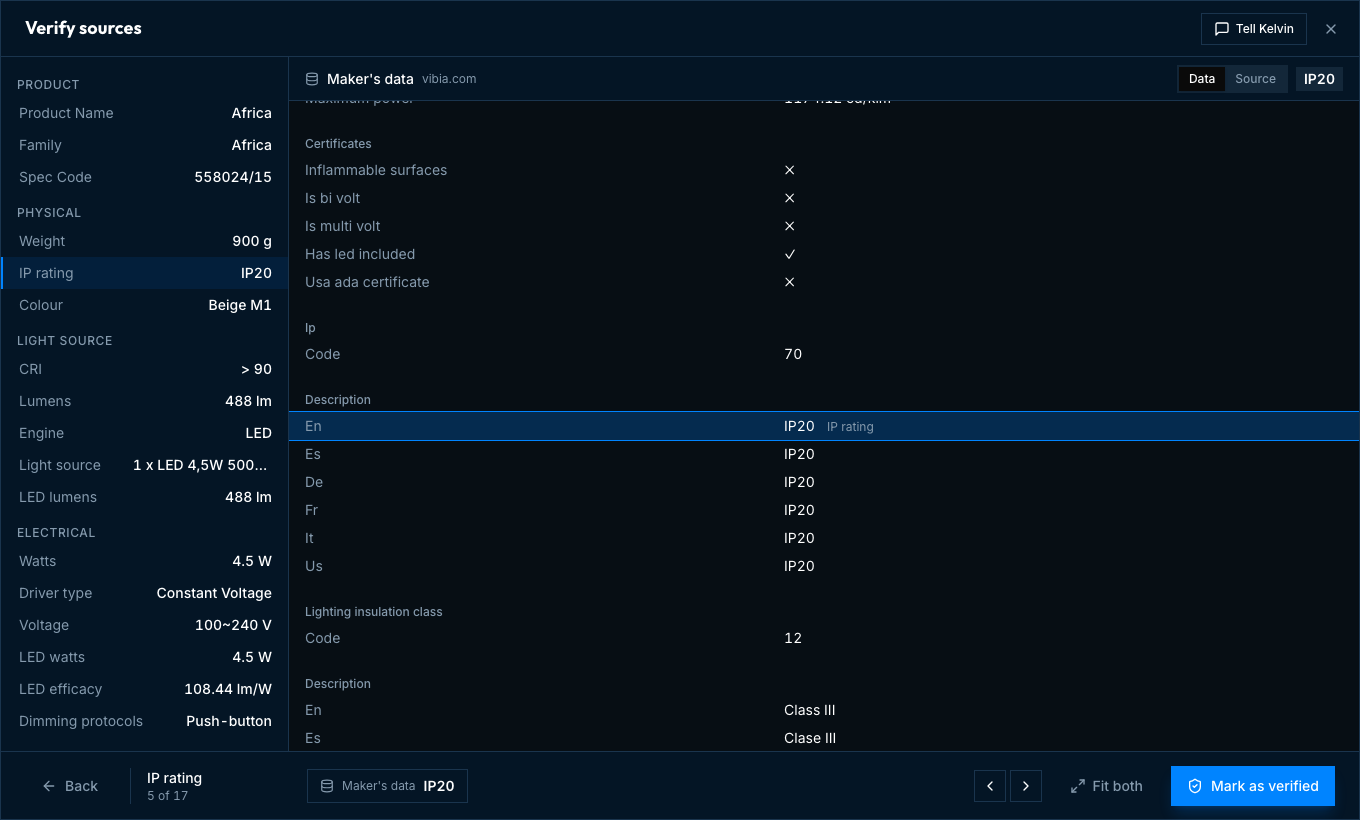 Verify sources
Tell Kelvin
PRODUCT
Product Name Africa
Family Africa
Spec Code 558024/15
PHYSICAL
Weight 900 g
IP rating IP20
Colour Beige M1
LIGHT SOURCE
CRI > 90
Lumens 488 lm
Engine LED
Light source 1 x LED 4,5W 500...
LED lumens 488 lm
ELECTRICAL
Watts 4.5 W
Driver type Constant Voltage
Voltage 100~240 V
LED watts 4.5 W
LED efficacy 108.44 lm/W
Dimming protocols Push-button
Maker's data vibia.com
Data Source IP20
Maximum power
Certificates
Inflammable surfaces ✕
Is bi volt ✕
Is multi volt ✕
Has led included ✓
Usa ada certificate ✕
Ip
Code 70
Description
En IP20 IP rating
Es IP20
De IP20
Fr IP20
It IP20
Us IP20
Lighting insulation class
Code 12
Description
En Class III
Es Clase III
Back
IP rating
5 of 17
Maker's data IP20
Fit both
Mark as verified